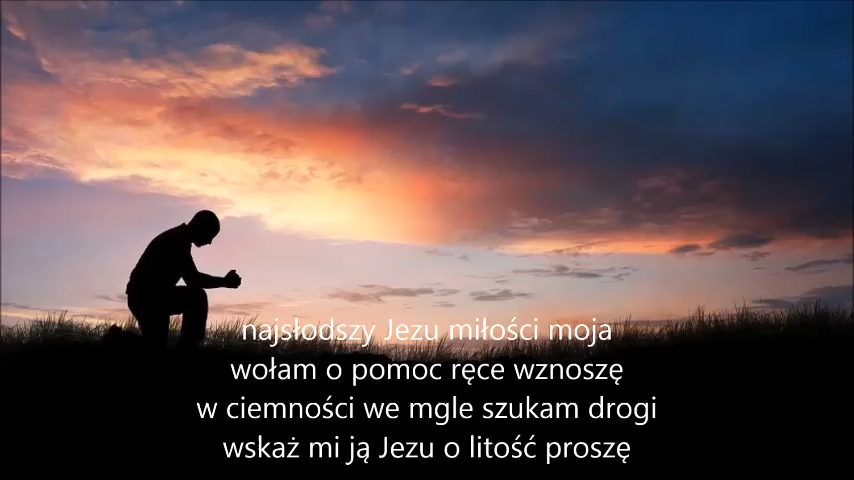 najsłodszy Jezu miłości moja
wołam o pomoc ręce wznoszę
w ciemności we mgle szukam drogi
wskaż mi ją Jezu o litość proszę